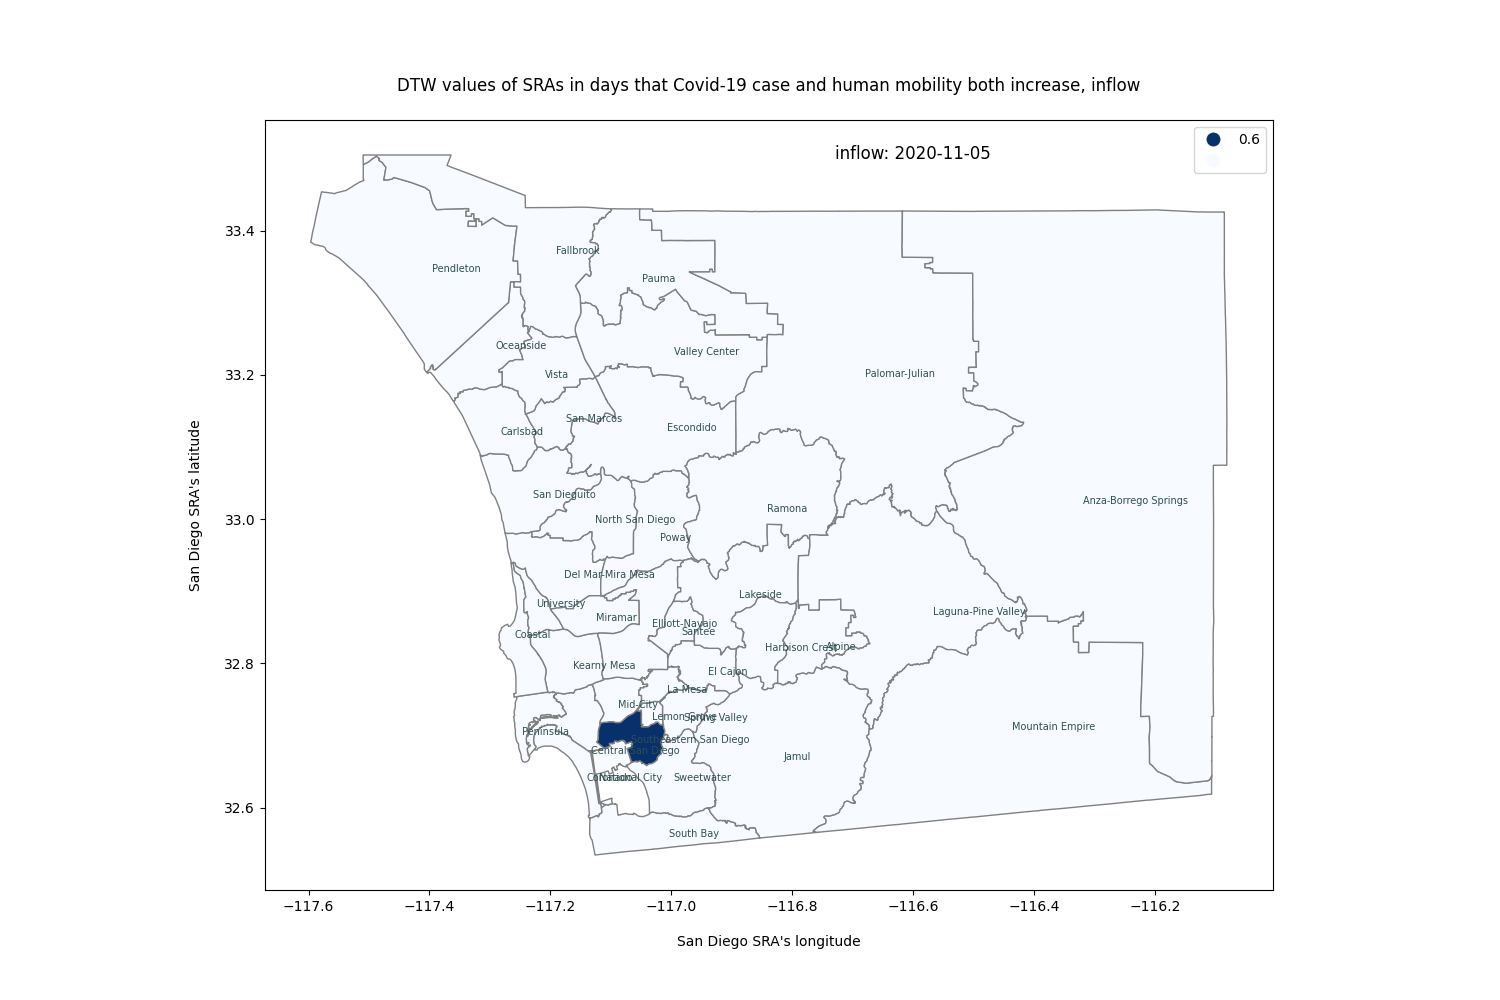 DTW values of SRAs in days that Covid-19 case and human mobility both increase, inflow
inflow: 2020-11-05
0.6
33.4
33.2
33.0
32.8
32.6
San Diego SRA's latitude
Fallbrook
Pendleton
Pauma
Oceanside
Valley Center
Vista
Palomar-Julian
San Marcos
Carlsbad
Escondido
San Dieguito
Anza-Borrego Springs
Ramona
North San Diego
Poway
Del Mar-Mira Mesa
Lakeside
University
Laguna-Pine Valley
Miramar
Elliott-Navajo
Santee
Coastal
Harbison Crest
Alpine
Kearny Mesa
El Cajon
La Mesa
Mid-City
Lemon Grove
Spring Valley
Mountain Empire
Peninsula
Southeastern San Diego
Central San Diego
Jamul
Coronado
National City
Sweetwater
South Bay
−117.6
−117.4
−117.2
−117.0
−116.8
−116.6
−116.4
−116.2
San Diego SRA's longitude